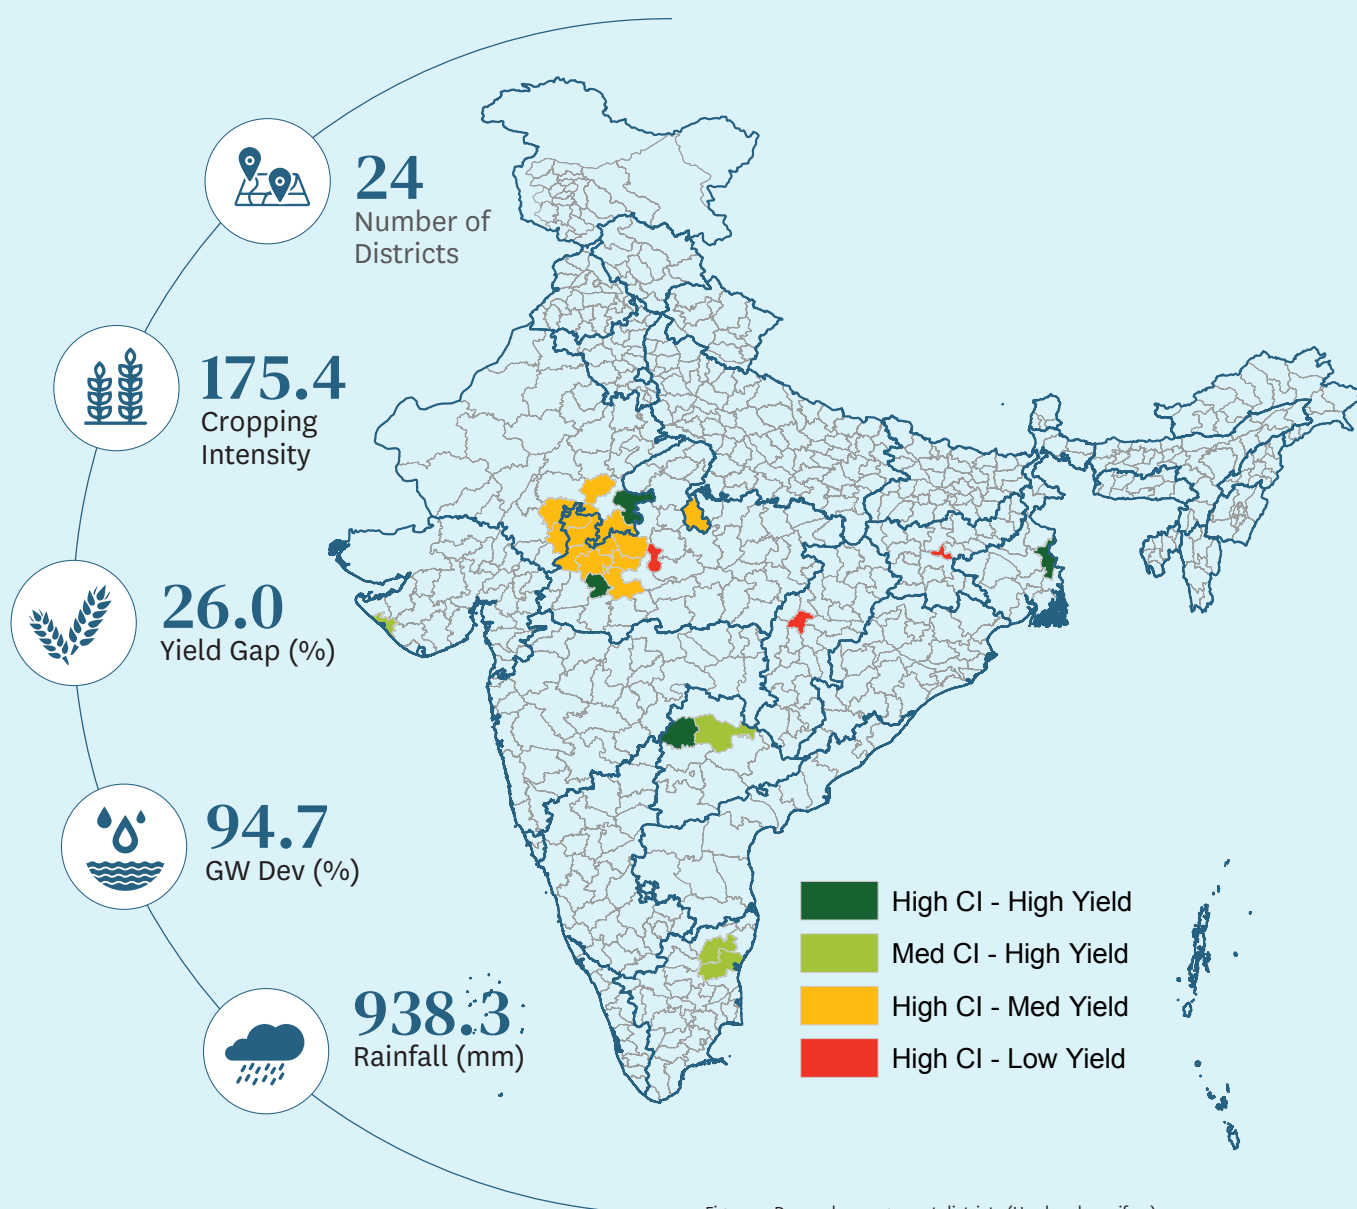 24
Number of
Districts
175.4
Cropping
Intensity
26.0
Yield Gap (%)
94.7
GW Dev (%)
938.3
Rainfall (mm)
High CI - High Yield
Med CI - High Yield
High CI - Med Yield
High CI - Low Yield